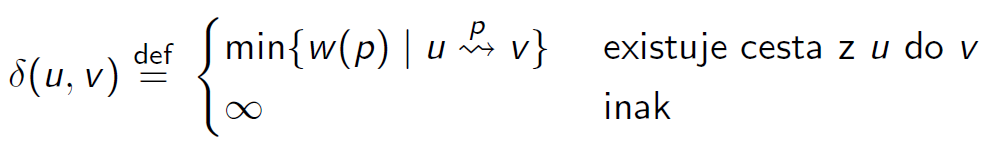 δ(u, v) def= { min{w(p) | u ⇝ᵖ v} existuje cesta z u do v
∞ inak